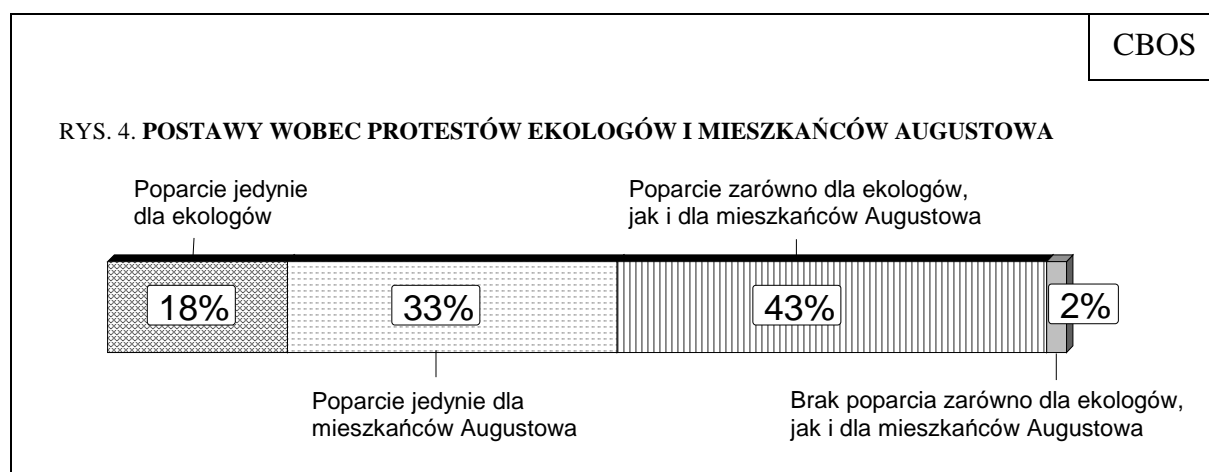 CBOS
RYS. 4. POSTAWY WOBEC PROTESTÓW EKOLOGÓW I MIESZKAŃCÓW AUGUSTOWA
Poparcie jedynie
dla ekologów
Poparcie zarówno dla ekologów,
jak i dla mieszkańców Augustowa
18%
33%
43%
2%
Poparcie jedynie dla
mieszkańców Augustowa
Brak poparcia zarówno dla ekologów,
jak i dla mieszkańców Augustowa